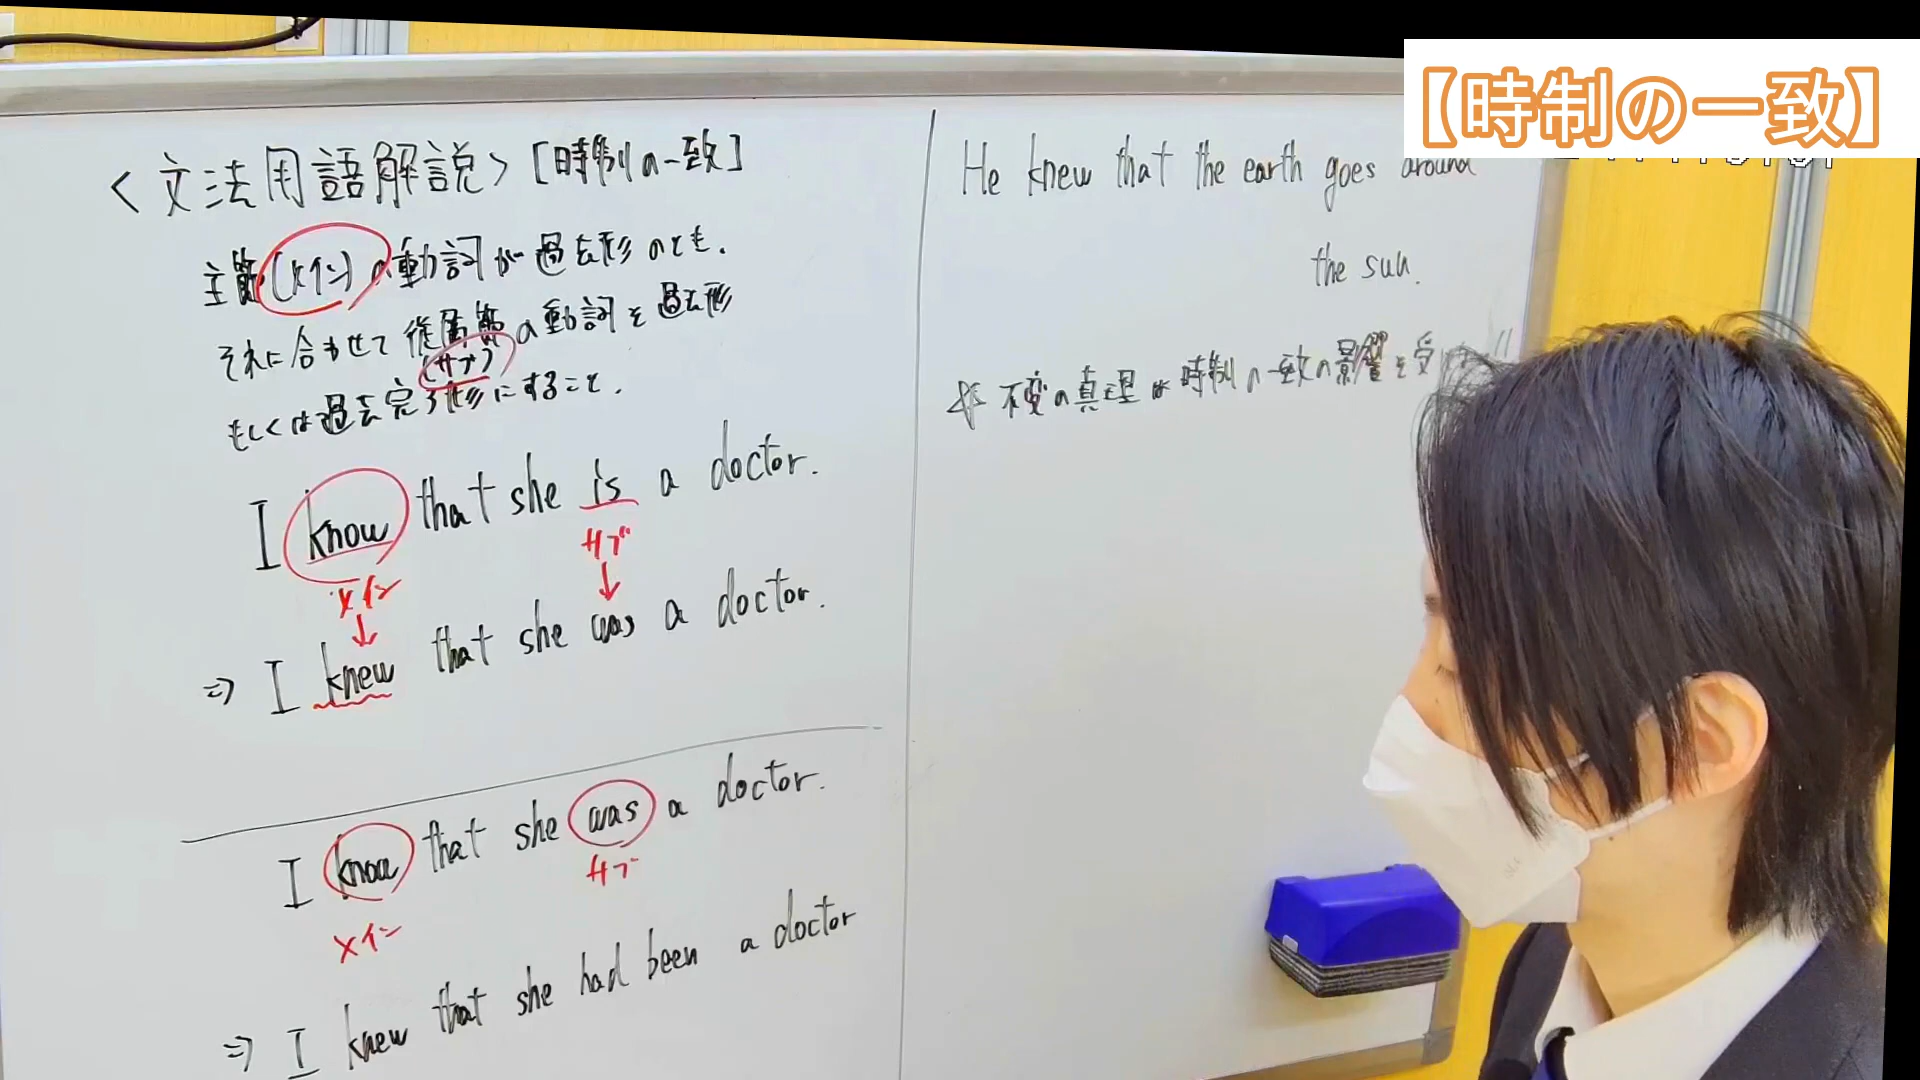 【時制の一致】
<文法用語解説> [時制の一致]
主節(メイン)の動詞が過去形のとき.
それに合わせて従属節の動詞を過去形
(サブ)
もしくは過去完了形にすること.
I know that she is a doctor.
メイン
サブ
⇒ I knew that she was a doctor.
I know that she was a doctor.
メイン
サブ
⇒ I knew that she had been a doctor
He knew that the earth goes around
the sun.
※ 不変の真理は時制の一致の影響を受け